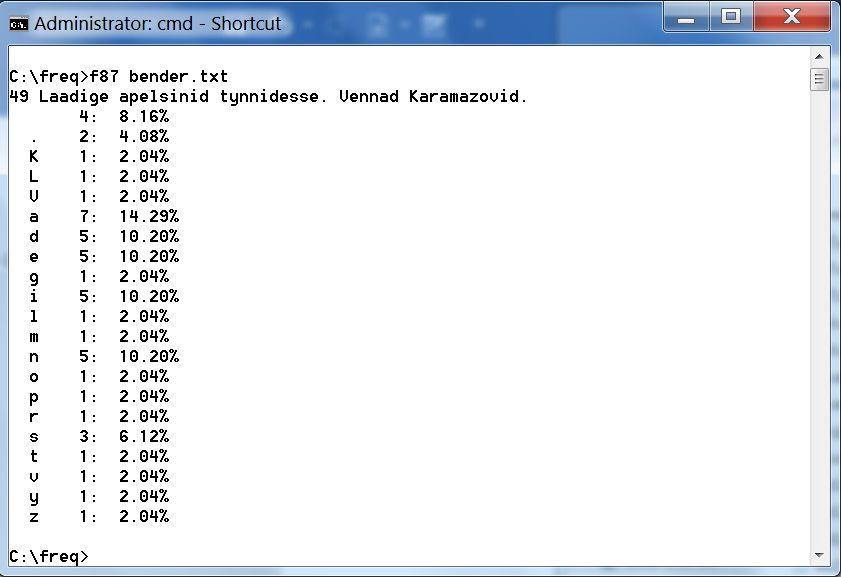 Administrator: cmd - Shortcut
C:\freq>f87 bender.txt
49 Laadige apelsinid tynnidesse. Vennad Karamazovid.
4: 8.16%
. 2: 4.08%
K 1: 2.04%
L 1: 2.04%
V 1: 2.04%
a 7: 14.29%
d 5: 10.20%
e 5: 10.20%
g 1: 2.04%
i 5: 10.20%
l 1: 2.04%
m 1: 2.04%
n 5: 10.20%
o 1: 2.04%
p 1: 2.04%
r 1: 2.04%
s 3: 6.12%
t 1: 2.04%
v 1: 2.04%
y 1: 2.04%
z 1: 2.04%
C:\freq>